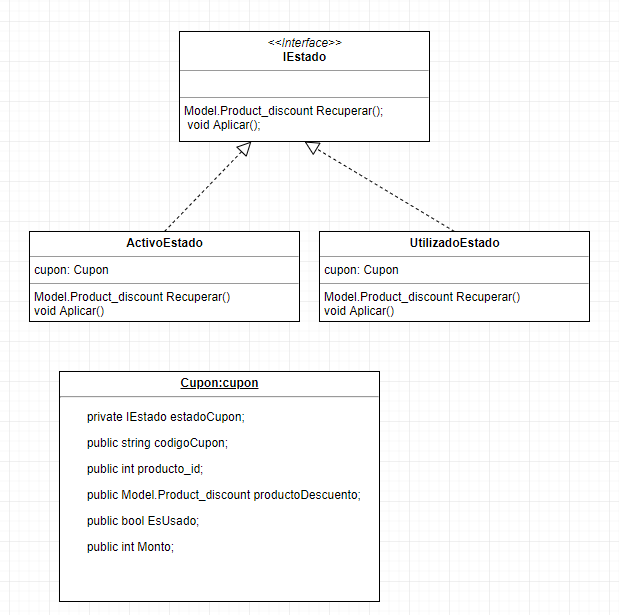 <<Interface>>
IEstado
Model.Product_discount Recuperar();
void Aplicar();
ActivoEstado
cupon: Cupon
Model.Product_discount Recuperar()
void Aplicar()
UtilizadoEstado
cupon: Cupon
Model.Product_discount Recuperar()
void Aplicar()
Cupon:cupon
private IEstado estadoCupon;
public string codigoCupon;
public int producto_id;
public Model.Product_discount productoDescuento;
public bool EsUsado;
public int Monto;